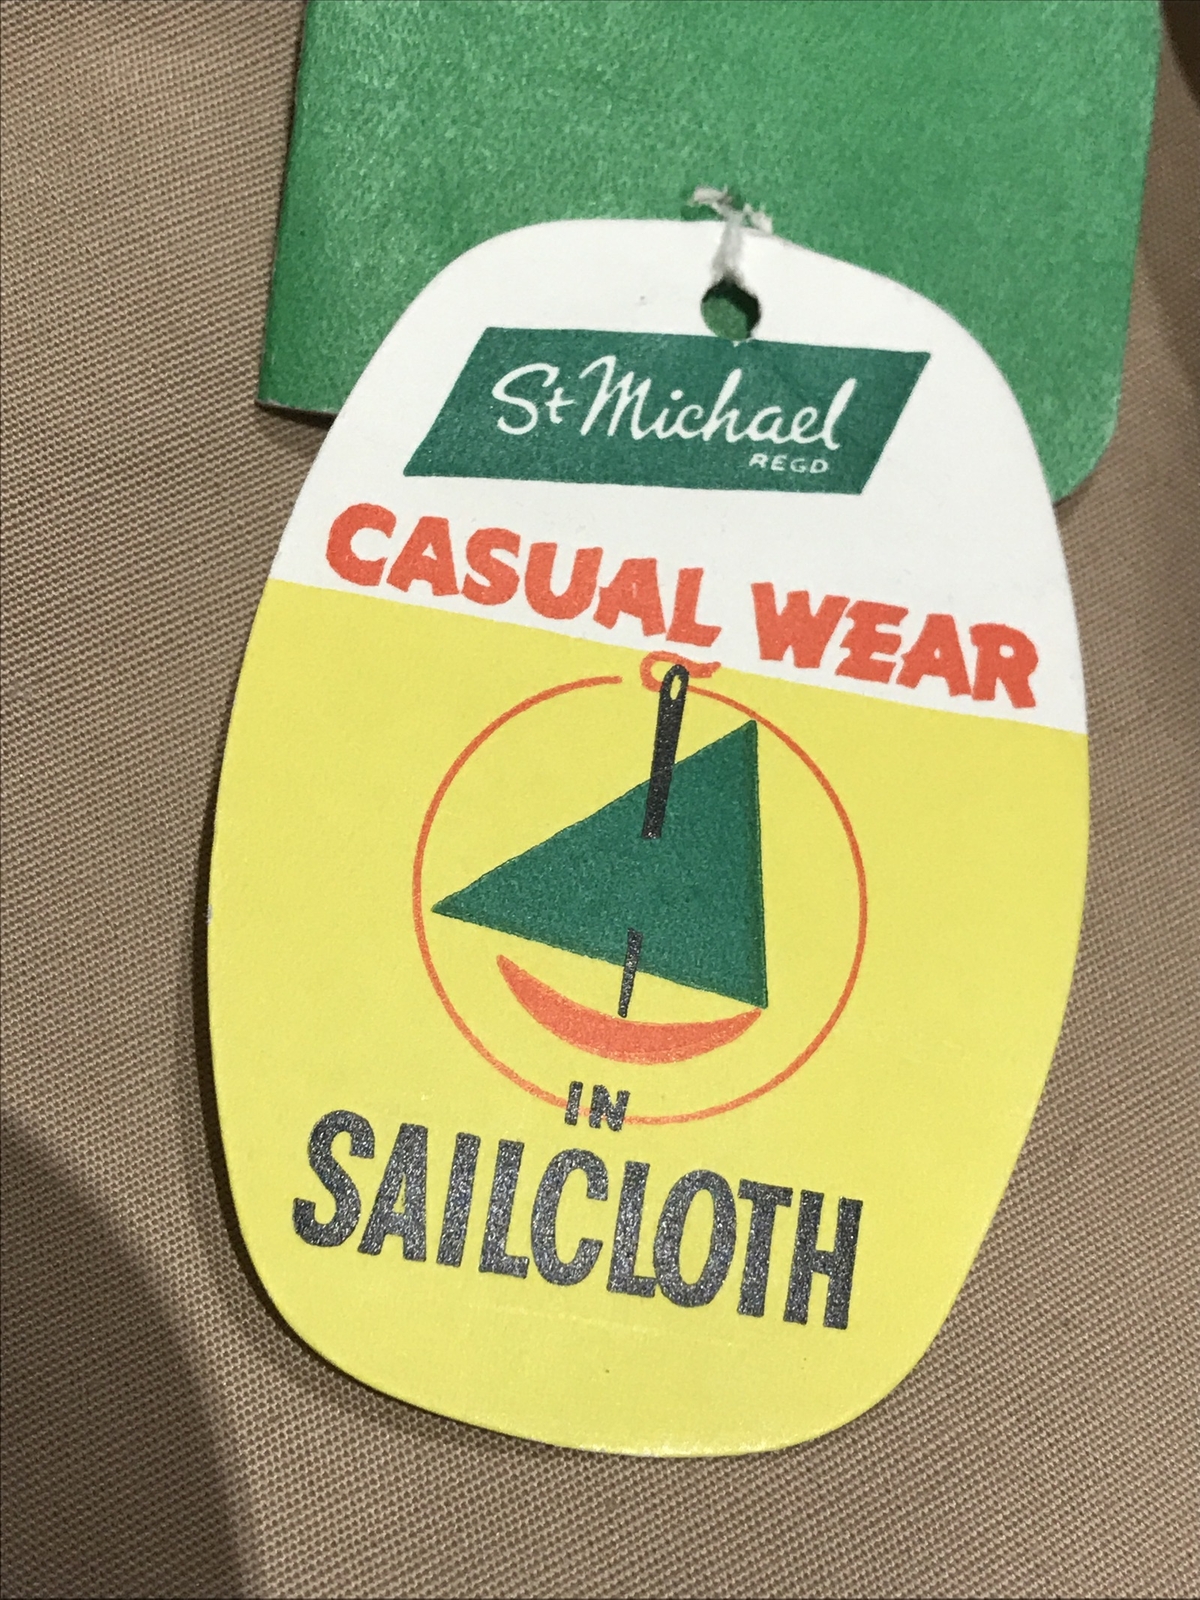 St Michael
REGD
CASUAL WEAR
IN
SAILCLOTH